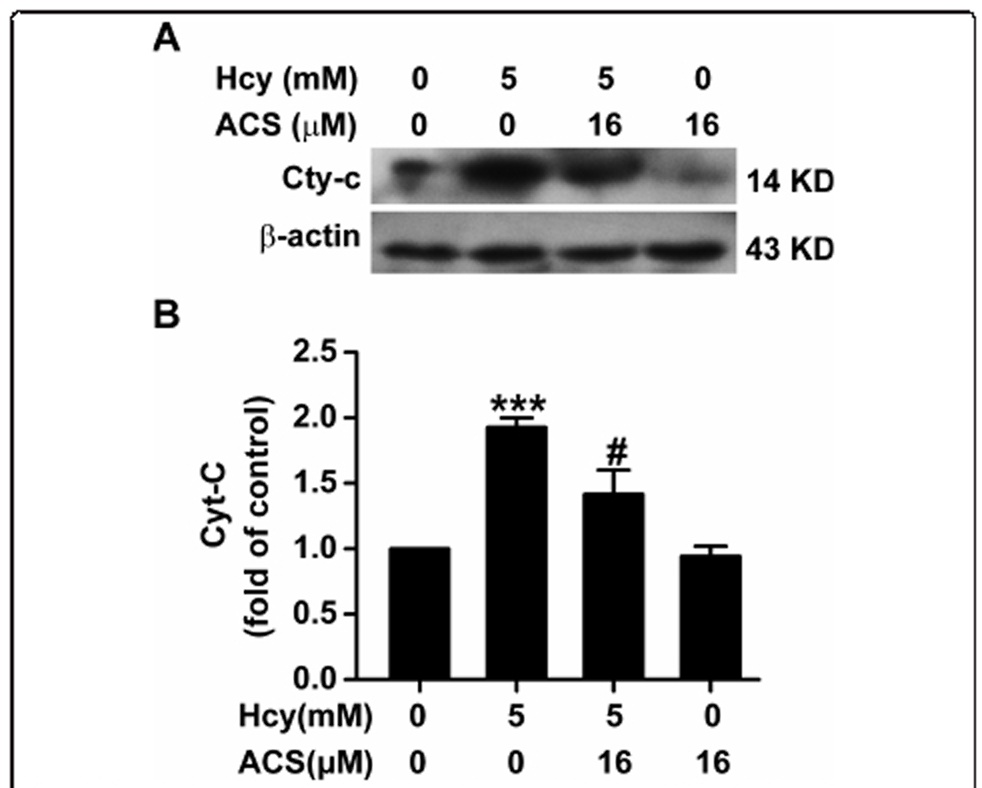 A
Hcy (mM) 0 5 5 0
ACS (μM) 0 0 16 16
Cty-c 14 KD
β-actin 43 KD
B
2.5
2.0
1.5
1.0
0.5
0.0
Cyt-C
(fold of control)
***
#
Hcy(mM) 0 5 5 0
ACS(μM) 0 0 16 16